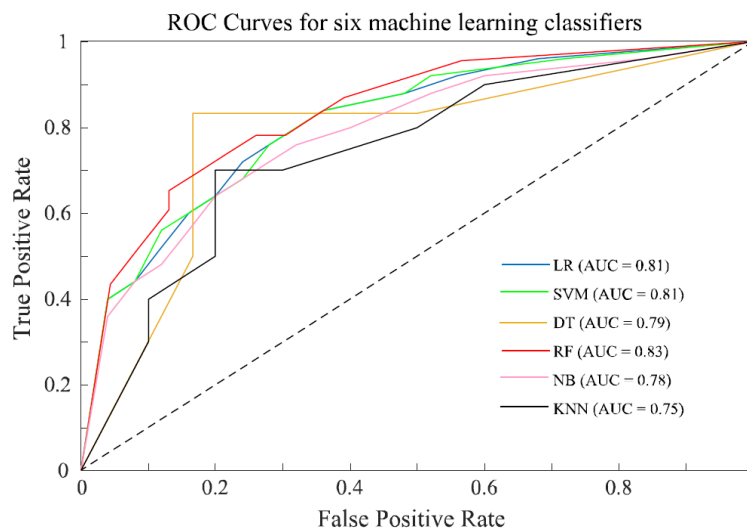 ROC Curves for six machine learning classifiers
1
0.8
0.6
0.4
0.2
0
True Positive Rate
LR (AUC = 0.81)
SVM (AUC = 0.81)
DT (AUC = 0.79)
RF (AUC = 0.83)
NB (AUC = 0.78)
KNN (AUC = 0.75)
0 0.2 0.4 0.6 0.8
False Positive Rate